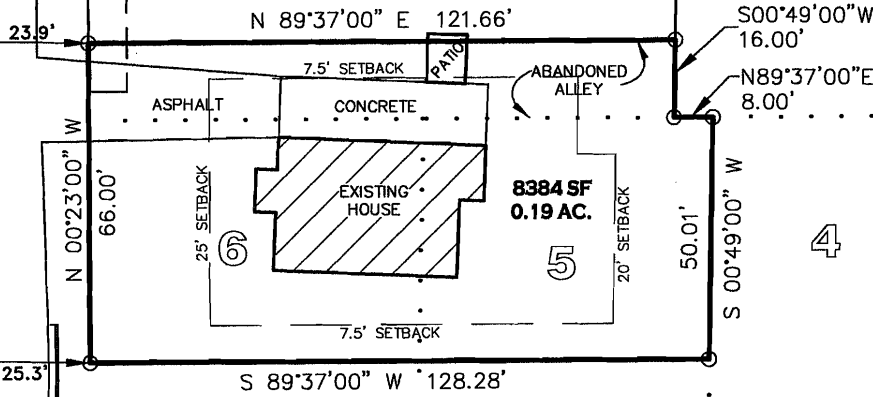 N 89°37'00" E 121.66'
S00°49'00"W
16.00'
23.9'
PATIO
7.5' SETBACK
ABANDONED
ALLEY
N89°37'00"E
8.00'
ASPHALT
CONCRETE
N 00°23'00" W
66.00'
25' SETBACK
6
EXISTING
HOUSE
8384 SF
0.19 AC.
5
20' SETBACK
50.01'
S 00°49'00" W
4
7.5' SETBACK
25.3'
S 89°37'00" W 128.28'